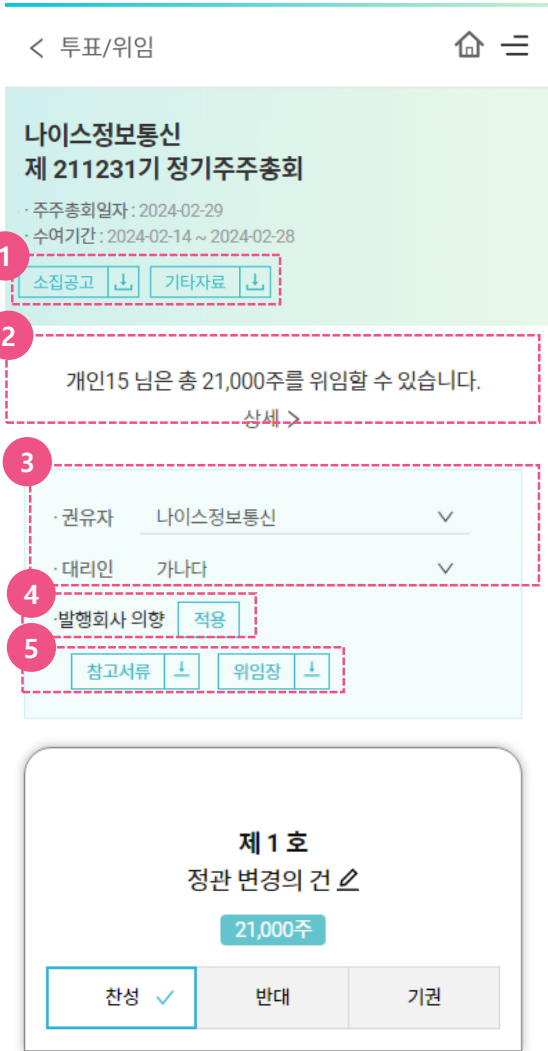 < 투표/위임
나이스정보통신
제 211231기 정기주주총회
· 주주총회일자 : 2024-02-29
· 수여기간 : 2024-02-14 ~ 2024-02-28
1
소집공고 기타자료
2
개인15 님은 총 21,000주를 위임할 수 있습니다.
상세 >
3
· 권유자 나이스정보통신
· 대리인 가나다
4
·발행회사 의향 적용
5
참고서류 위임장
제 1 호
정관 변경의 건
21,000주
찬성 반대 기권